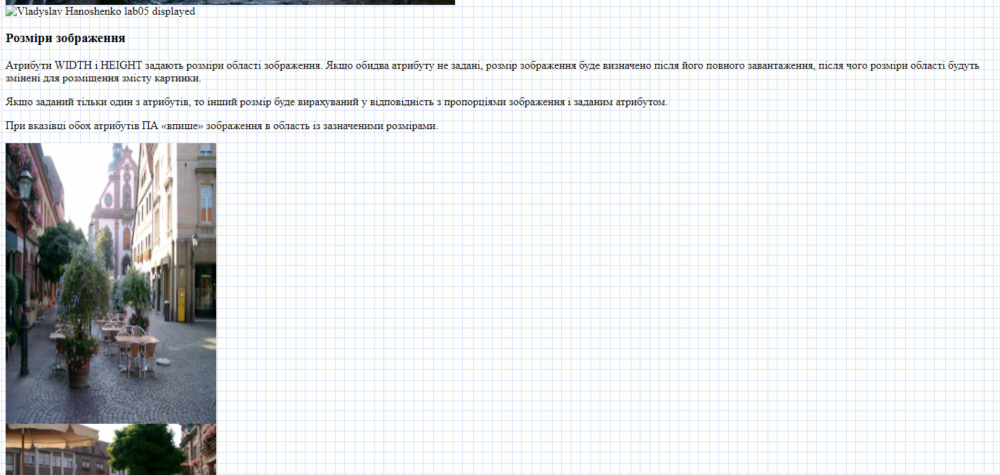 Vladyslav Hanoshenko lab05 displayed
Розміри зображення
Атрибути WIDTH і HEIGHT задають розміри області зображення. Якщо обидва атрибуту не задані, розмір зображення буде визначено після його повного завантаження, після чого розміри області будуть
змінені для розміщення змісту картинки.
Якщо заданий тільки один з атрибутів, то інший розмір буде вирахуваний у відповідність з пропорціями зображення і заданим атрибутом.
При вказівці обох атрибутів ПА «впише» зображення в область із зазначеними розмірами.